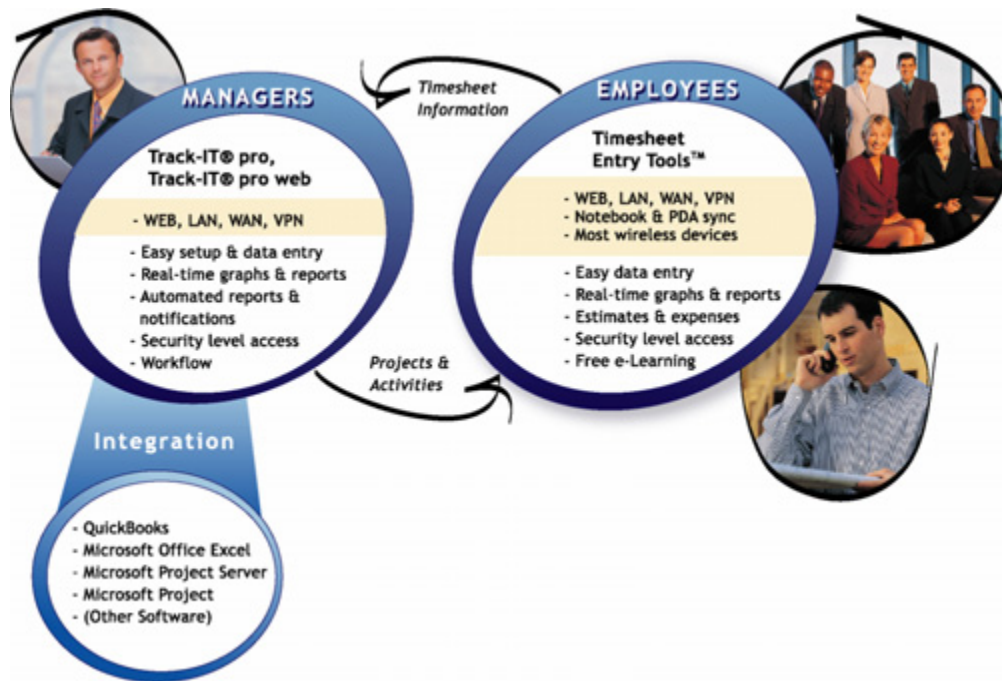 MANAGERS
Track-IT® pro,
Track-IT® pro web
- WEB, LAN, WAN, VPN
- Easy setup & data entry
- Real-time graphs & reports
- Automated reports &
notifications
- Security level access
- Workflow
Timesheet
Information
Projects &
Activities
EMPLOYEES
Timesheet
Entry Tools™
- WEB, LAN, WAN, VPN
- Notebook & PDA sync
- Most wireless devices
- Easy data entry
- Real-time graphs & reports
- Estimates & expenses
- Security level access
- Free e-Learning
Integration
- QuickBooks
- Microsoft Office Excel
- Microsoft Project Server
- Microsoft Project
- (Other Software)